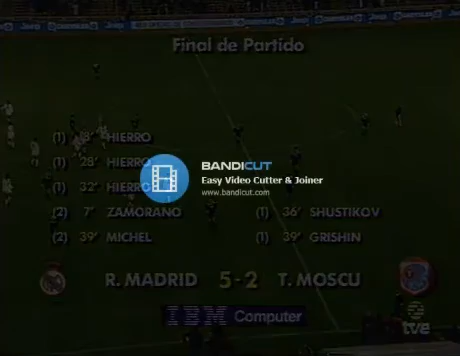 Final de Partido
(1) 8' HIERRO
(1) 28' HIERRO
(1) 32' HIERRO
(2) 7' ZAMORANO (1) 36' SHUSTIKOV
(2) 39' MICHEL (1) 39' GRISHIN
BANDICUT
Easy Video Cutter & Joiner
www.bandicut.com
R. MADRID 5-2 T. MOSCU
IBM Computer
tve